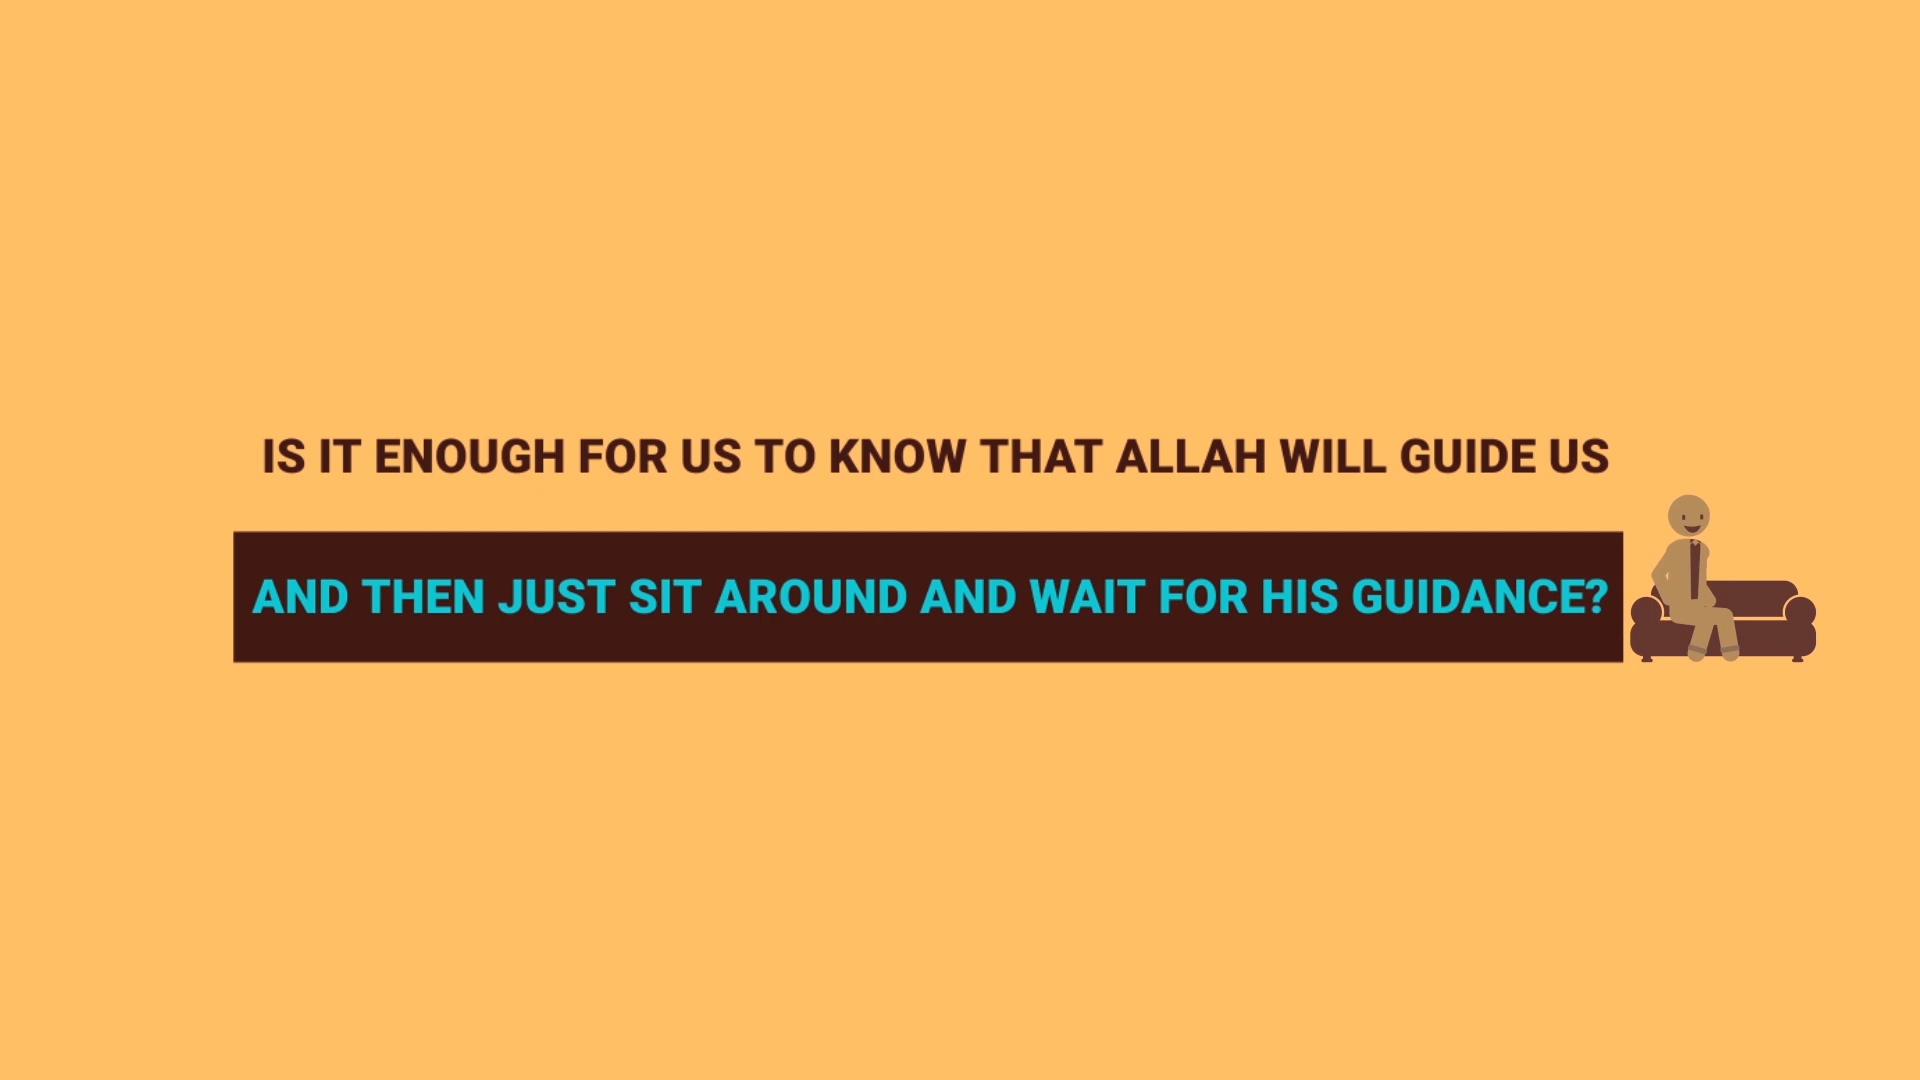 IS IT ENOUGH FOR US TO KNOW THAT ALLAH WILL GUIDE US
AND THEN JUST SIT AROUND AND WAIT FOR HIS GUIDANCE?